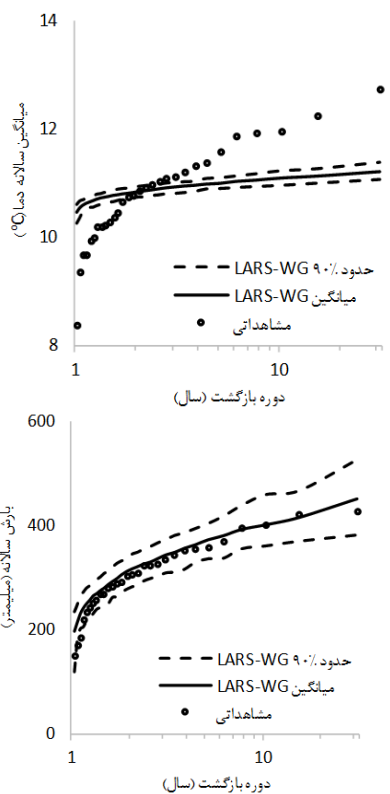 14
12
10
8
میانگین سالانه دما(°C)
حدود ۹۰٪ LARS-WG
میانگین LARS-WG
مشاهداتی
1
10
دوره بازگشت (سال)
600
400
200
0
بارش سالانه (میلیمتر)
حدود ۹۰٪ LARS-WG
میانگین LARS-WG
مشاهداتی
1
10
دوره بازگشت (سال)